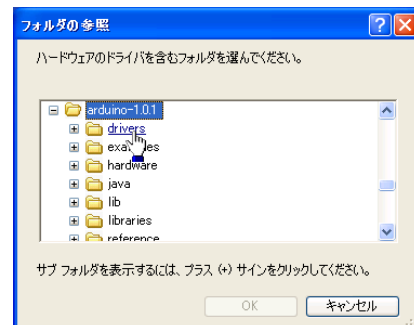 フォルダの参照
ハードウェアのドライバを含むフォルダを選んでください。
arduino-1.0.1
drivers
examples
hardware
java
lib
libraries
reference
サブ フォルダを表示するには、プラス (+) サインをクリックしてください。
OK
キャンセル